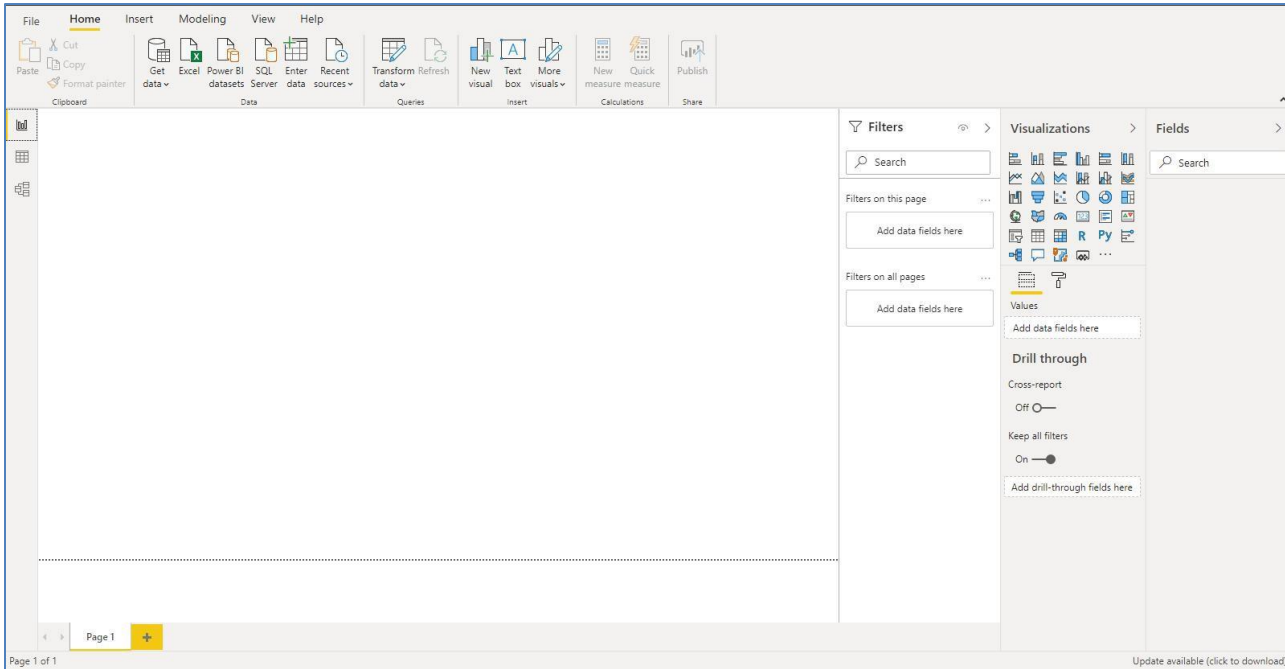 File Home Insert Modeling View Help
Paste
Cut
Copy
Format painter
Clipboard
Get data
Excel
Power BI datasets
SQL Server
Enter data
Recent sources
Data
Transform data
Refresh
Queries
New visual
A
Text box
More visuals
Insert
New measure
Quick measure
Calculations
Publish
Share
Filters
Search
Filters on this page
...
Add data fields here
Filters on all pages
...
Add data fields here
Visualizations
R Py
...
Values
Add data fields here
Drill through
Cross-report
Off
Keep all filters
On
Add drill-through fields here
Fields
Search
Page 1
+
Page 1 of 1
Update available (click to download)